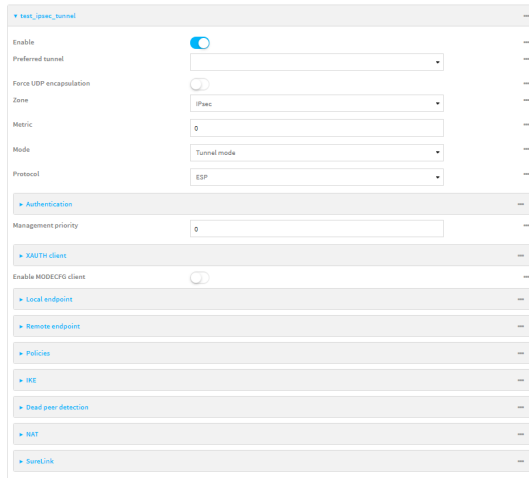 test_ipsec_tunnel
Enable
Preferred tunnel
Force UDP encapsulation
Zone
IPsec
Metric
0
Mode
Tunnel mode
Protocol
ESP
Authentication
Management priority
0
XAUTH client
Enable MODECFG client
Local endpoint
Remote endpoint
Policies
IKE
Dead peer detection
NAT
SureLink